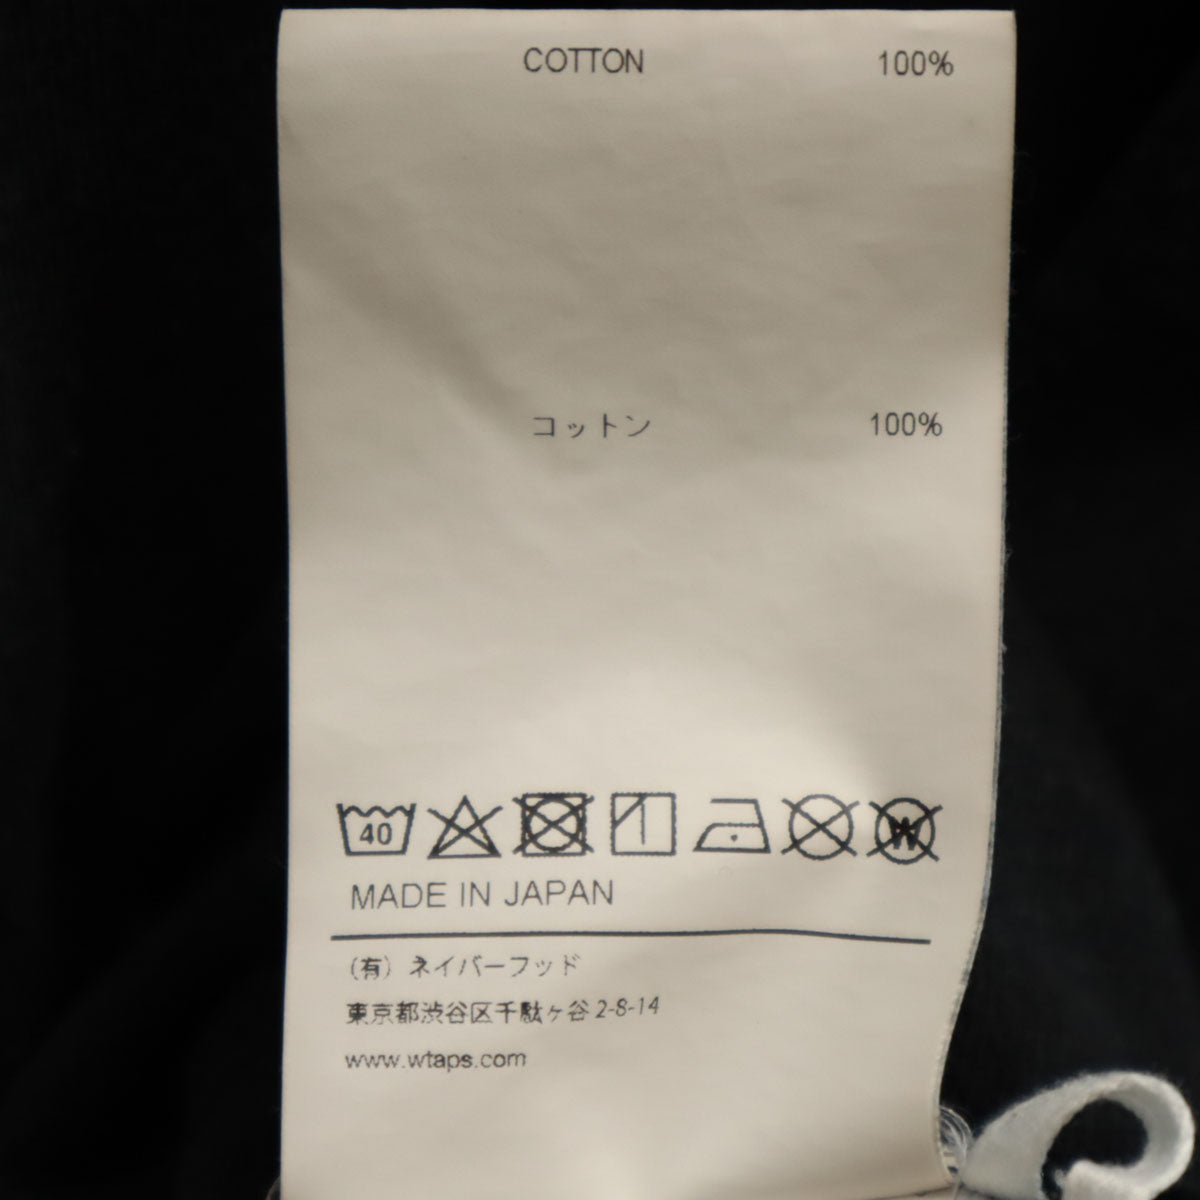 COTTON 100%
コットン 100%
40 W
MADE IN JAPAN
(有) ネイバーフッド
東京都渋谷区千駄ヶ谷 2-8-14
www.wtaps.com